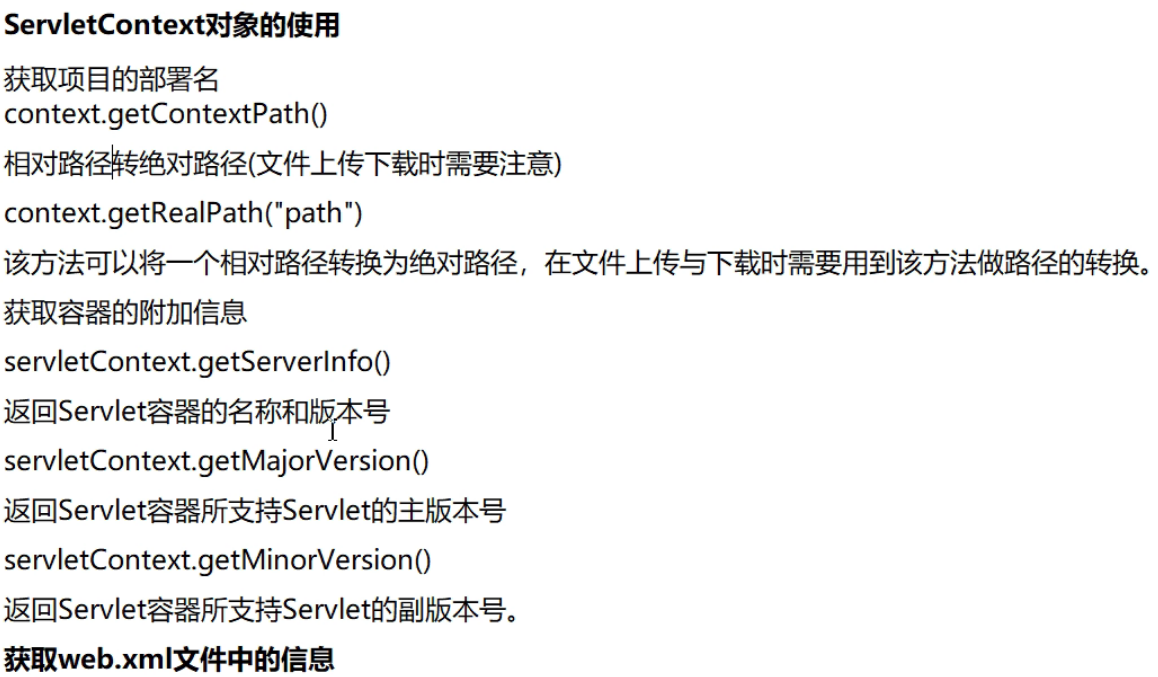 ServletContext对象的使用
获取项目的部署名
context.getContextPath()
相对路径转绝对路径(文件上传下载时需要注意)
context.getRealPath("path")
该方法可以将一个相对路径转换为绝对路径，在文件上传与下载时需要用到该方法做路径的转换。
获取容器的附加信息
servletContext.getServerInfo()
返回Servlet容器的名称和版本号
servletContext.getMajorVersion()
返回Servlet容器所支持Servlet的主版本号
servletContext.getMinorVersion()
返回Servlet容器所支持Servlet的副版本号。
获取web.xml文件中的信息